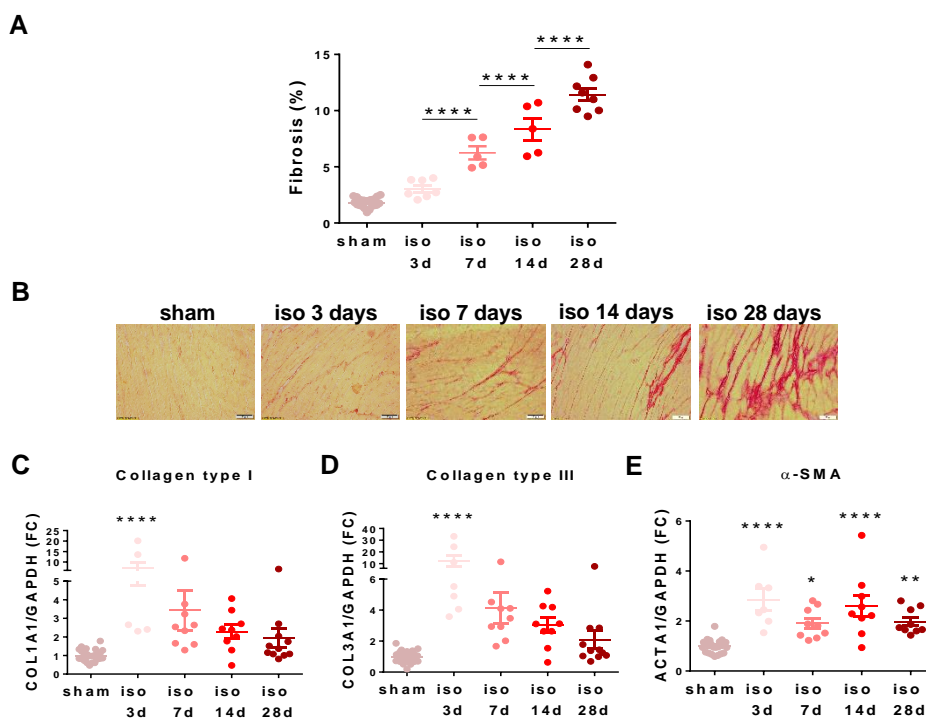 A
****
****
****
15
10
5
0
Fibrosis (%)
sham iso iso iso iso
3d 7d 14d 28d
B
sham iso 3 days iso 7 days iso 14 days iso 28 days
C
Collagen type I
****
25
20
15
10
5
4
3
2
1
0
COL1A1/GAPDH (FC)
sham iso iso iso iso
3d 7d 14d 28d
D
Collagen type III
****
40
30
20
10
6
4
2
0
COL3A1/GAPDH (FC)
sham iso iso iso iso
3d 7d 14d 28d
E
α-SMA
****
*
****
**
6
4
2
0
ACTA1/GAPDH (FC)
sham iso iso iso iso
3d 7d 14d 28d